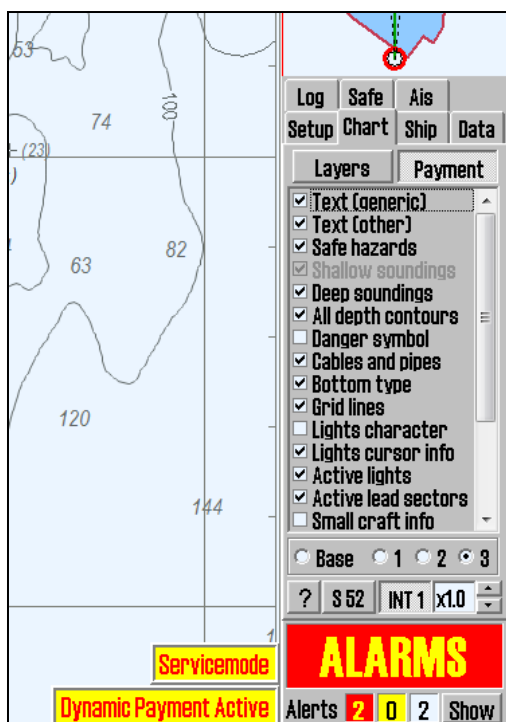 53
74
100
(23)
)
63
82
120
144
1
Servicemode
Dynamic Payment Active
Log Safe Ais
Setup Chart Ship Data
Layers Payment
Text (generic)
Text (other)
Safe hazards
Shallow soundings
Deep soundings
All depth contours
Danger symbol
Cables and pipes
Bottom type
Grid lines
Lights character
Lights cursor info
Active lights
Active lead sectors
Small craft info
Base 1 2 3
? S 52 INT 1 x1.0
ALARMS
Alerts 2 0 2 Show